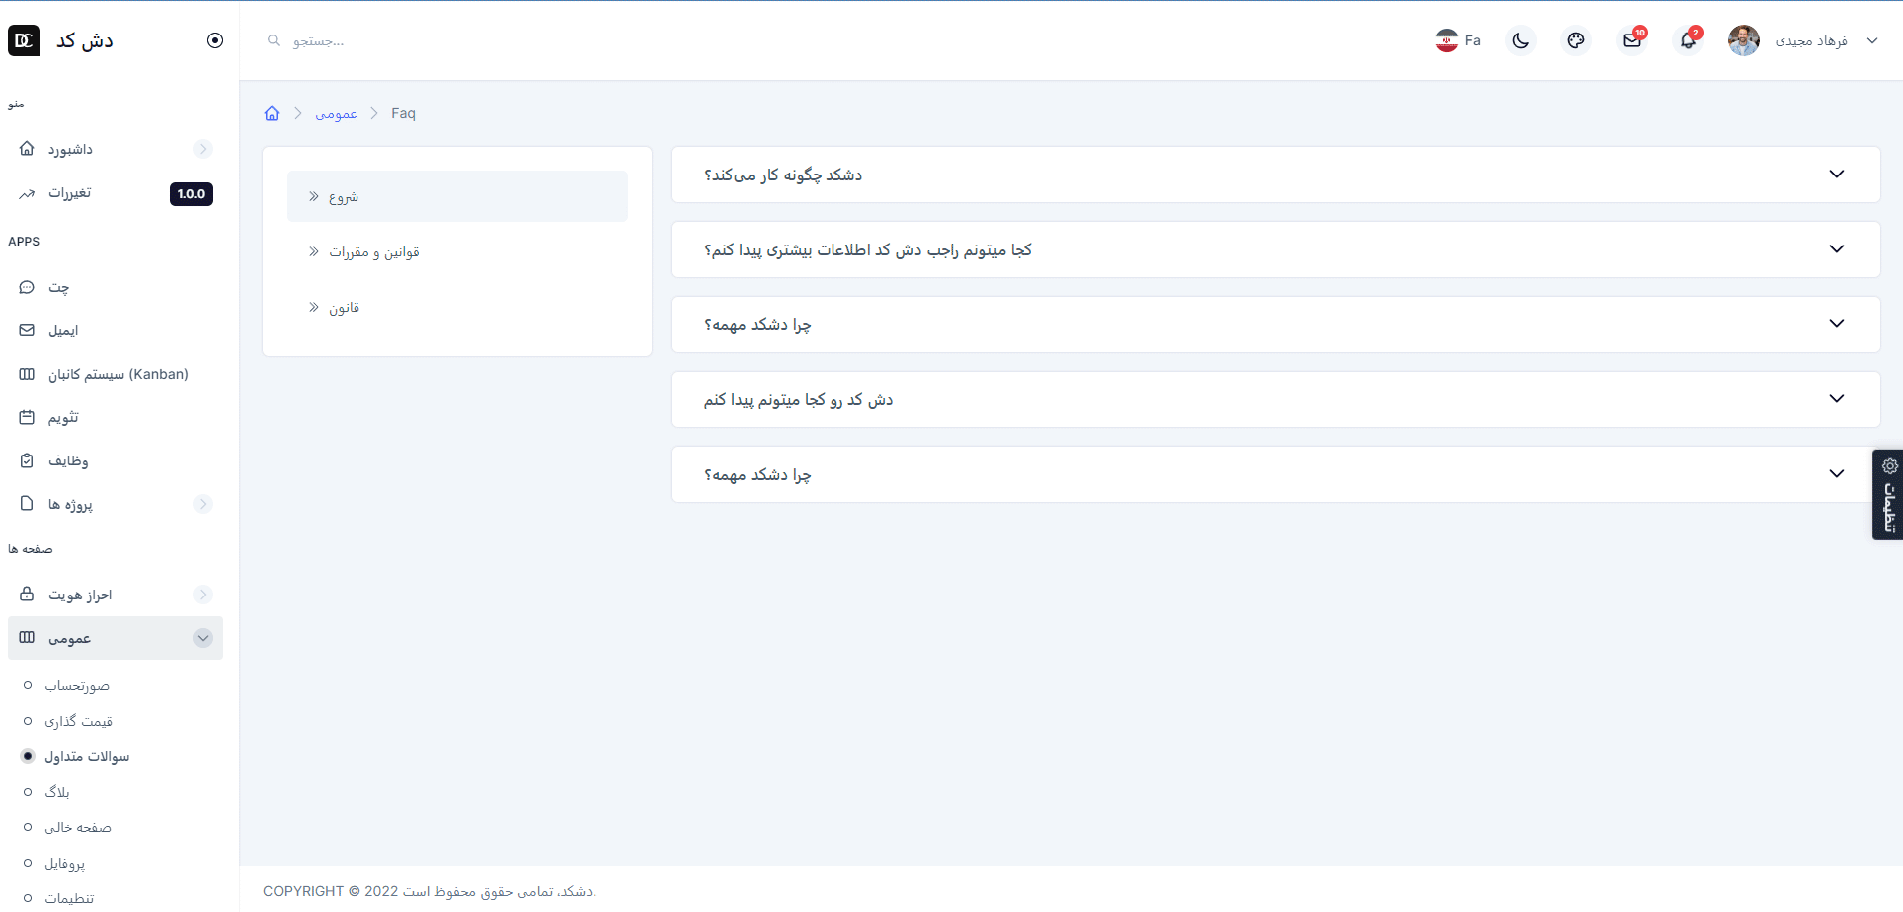 دش کد
جستجو...
Fa
10
2
فرهاد مجیدی
منو
داشبورد
تغییرات
1.0.0
APPS
چت
ایمیل
سیستم کانبان (Kanban)
تقویم
وظایف
پروژه ها
صفحه ها
احراز هویت
عمومی
صورتحساب
قیمت گذاری
سوالات متداول
بلاگ
صفحه خالی
پروفایل
تنظیمات
عمومی
Faq
شروع
قوانین و مقررات
قانون
دشکد چگونه کار می‌کند؟
کجا میتونم راجب دش کد اطلاعات بیشتری پیدا کنم؟
چرا دشکد مهمه؟
دش کد رو کجا میتونم پیدا کنم
چرا دشکد مهمه؟
تنظیمات
COPYRIGHT © 2022 دشکد، تمامی حقوق محفوظ است.